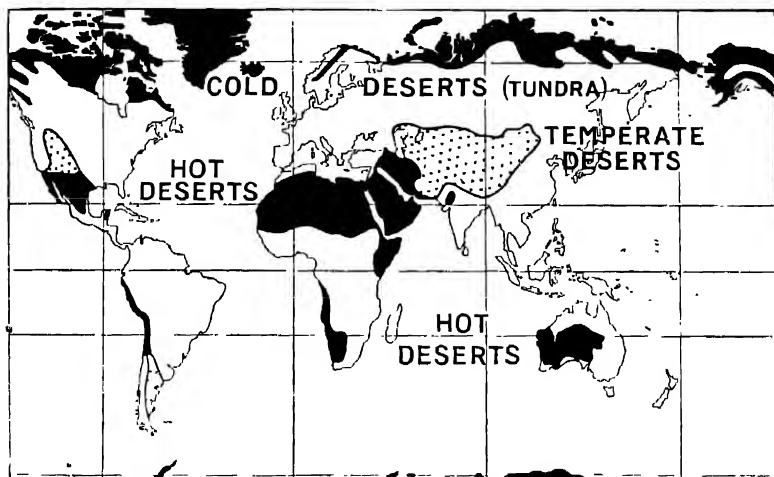 COLD DESERTS (TUNDRA)
TEMPERATE
DESERTS
HOT
DESERTS
HOT
DESERTS